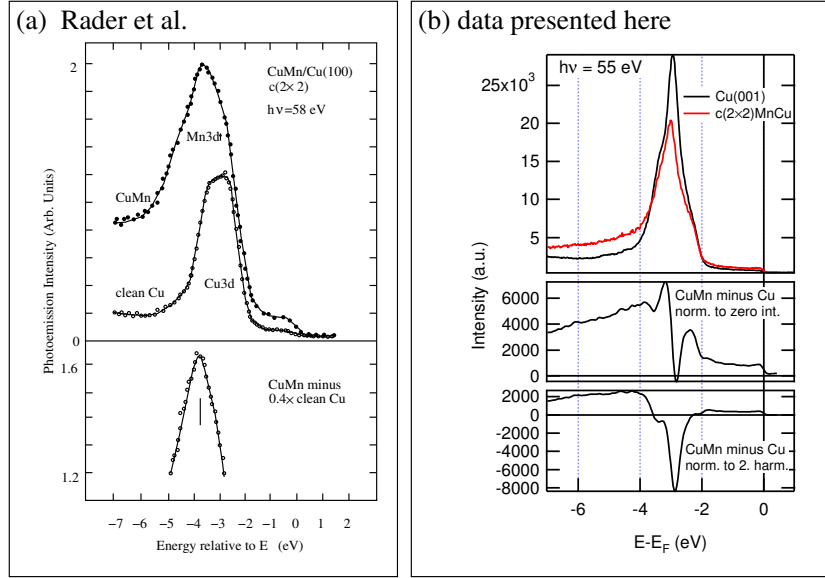 (a) Rader et al.
2
CuMn/Cu(100)
c(2×2)
hν=58 eV
Mn3d
CuMn
clean Cu
Cu3d
0
1.6
CuMn minus
0.4× clean Cu
1.2
Photoemission Intensity (Arb. Units)
−7 −6 −5 −4 −3 −2 −1 0 1 2
Energy relative to E (eV)
(b) data presented here
hν = 55 eV
Cu(001)
c(2×2)MnCu
25x10³
20
15
10
5
6000
4000
2000
0
CuMn minus Cu
norm. to zero int.
2000
0
-2000
-4000
-6000
-8000
CuMn minus Cu
norm. to 2. harm.
Intensity (a.u.)
-6 -4 -2 0
E-E_F (eV)